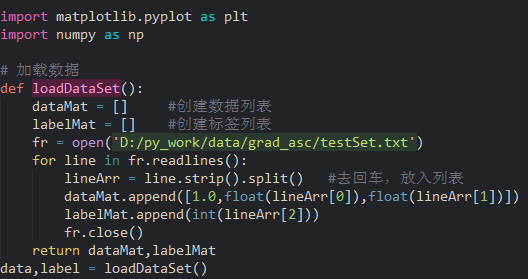 import matplotlib.pyplot as plt
import numpy as np

# 加载数据
def loadDataSet():
    dataMat = []    #创建数据列表
    labelMat = []   #创建标签列表
    fr = open('D:/py_work/data/grad_asc/testSet.txt')
    for line in fr.readlines():
        lineArr = line.strip().split()  #去回车，放入列表
        dataMat.append([1.0,float(lineArr[0]),float(lineArr[1])])
        labelMat.append(int(lineArr[2]))
        fr.close()
    return dataMat,labelMat
data,label = loadDataSet()